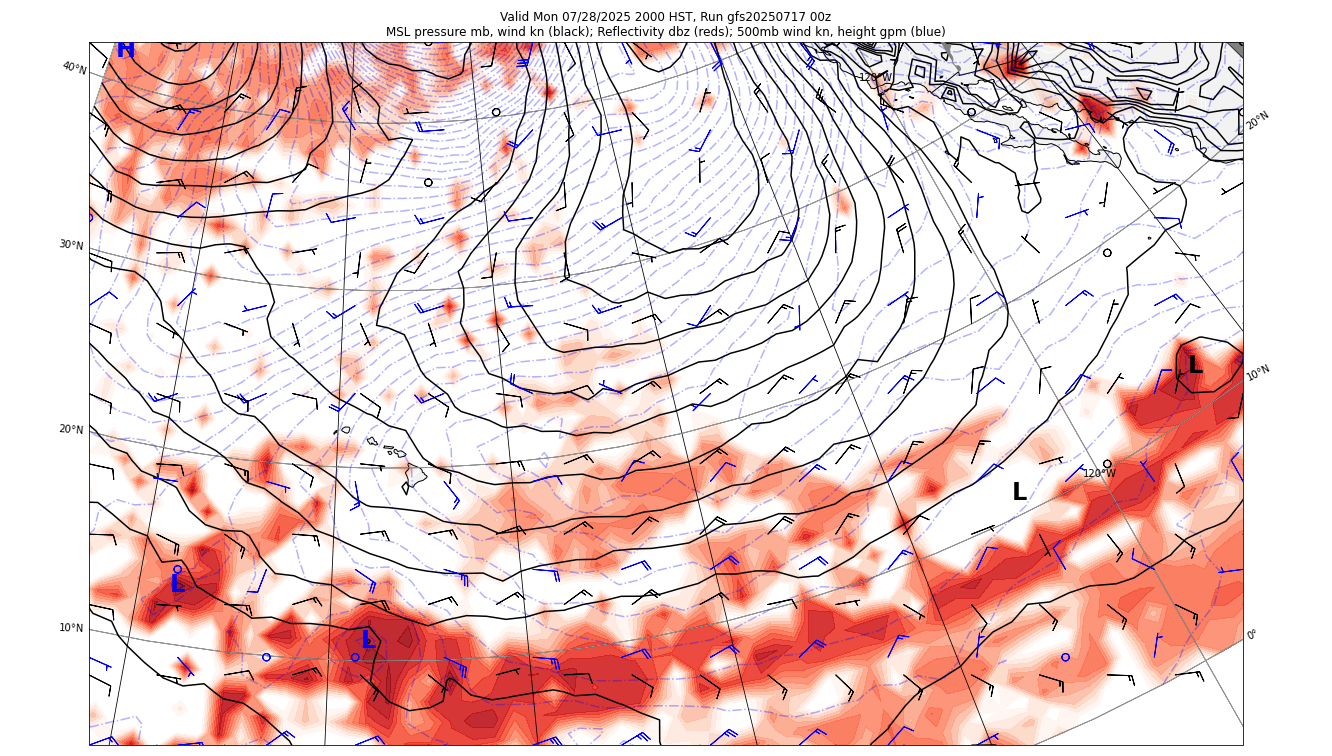 Valid Mon 07/28/2025 2000 HST, Run gfs20250717 00z
MSL pressure mb, wind kn (black); Reflectivity dbz (reds); 500mb wind kn, height gpm (blue)
H
40°N
120°W
20°N
30°N
L
10°N
20°N
120°W
L
L
10°N
L
0°